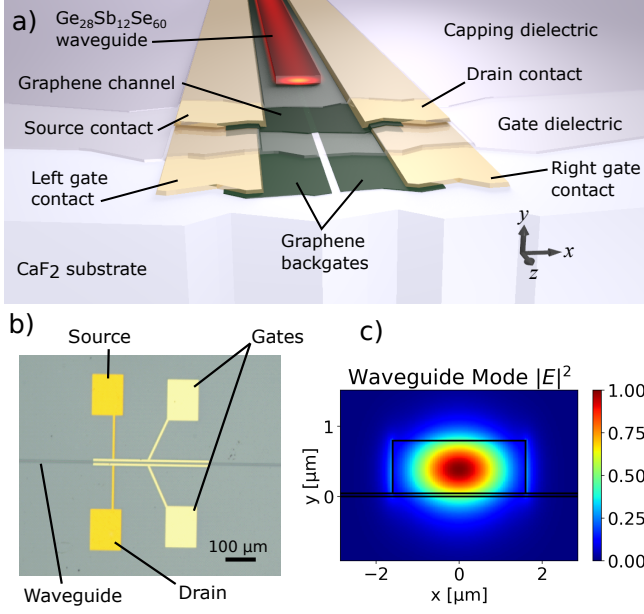 a)
Ge28Sb12Se60
waveguide
Capping dielectric
Graphene channel
Drain contact
Source contact
Gate dielectric
Left gate
contact
Right gate
contact
Graphene
backgates
CaF2 substrate
y
x
z
b)
Source
Gates
100 μm
Waveguide
Drain
c)
Waveguide Mode |E|²
1.00
0.75
0.50
0.25
0.00
y [μm]
1
0
−2
0
2
x [μm]